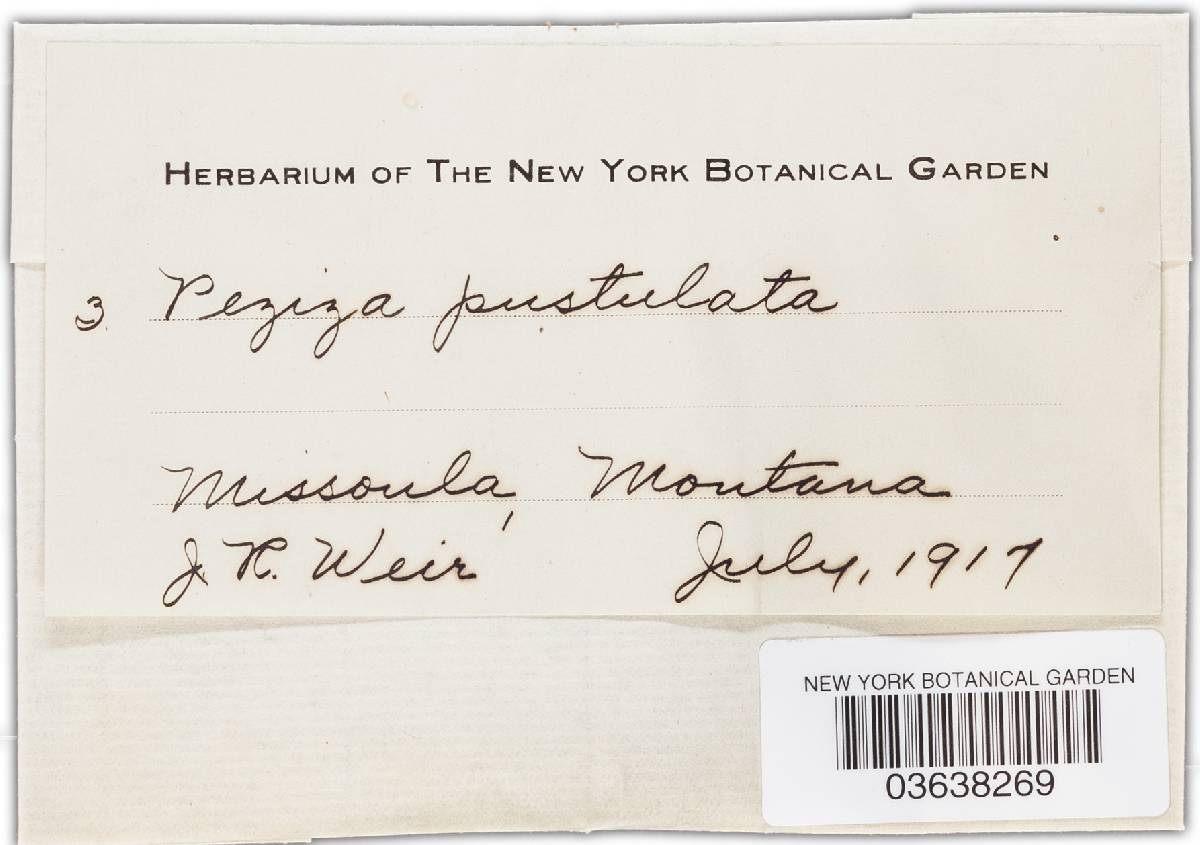 HERBARIUM OF THE NEW YORK BOTANICAL GARDEN
3 Peziza pustulata
Missoula, Montana
J. R. Weir July, 1917
NEW YORK BOTANICAL GARDEN
03638269